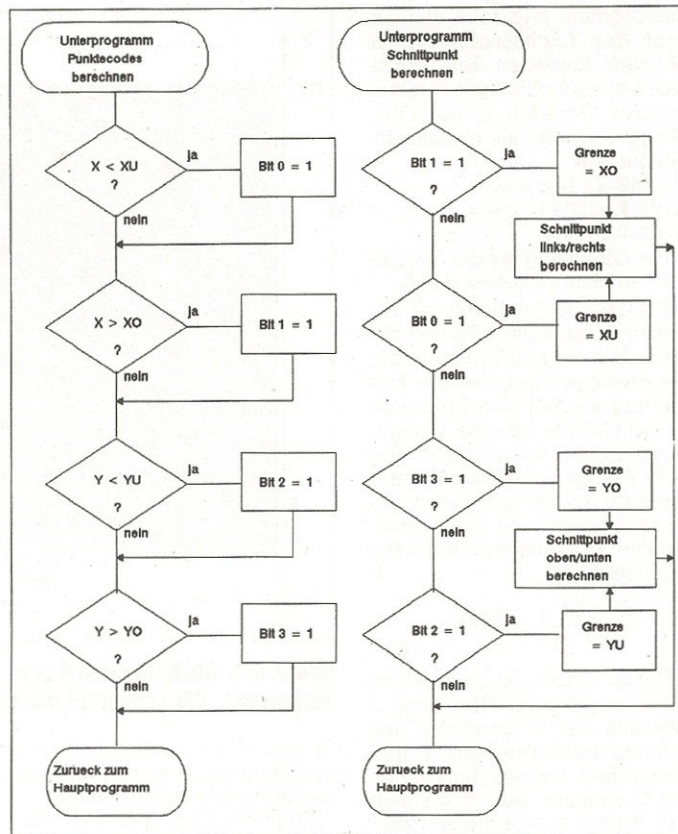 Unterprogramm
Punktecodes
berechnen
X < XU
?
ja
Bit 0 = 1
nein
X > XO
?
ja
Bit 1 = 1
nein
Y < YU
?
ja
Bit 2 = 1
nein
Y > YO
?
ja
Bit 3 = 1
nein
Zurueck zum
Hauptprogramm
Unterprogramm
Schnittpunkt
berechnen
Bit 1 = 1
?
ja
Grenze
= XO
nein
Schnittpunkt
links/rechts
berechnen
Bit 0 = 1
?
ja
Grenze
= XU
nein
Bit 3 = 1
?
ja
Grenze
= YO
nein
Schnittpunkt
oben/unten
berechnen
Bit 2 = 1
?
ja
Grenze
= YU
nein
Zurueck zum
Hauptprogramm